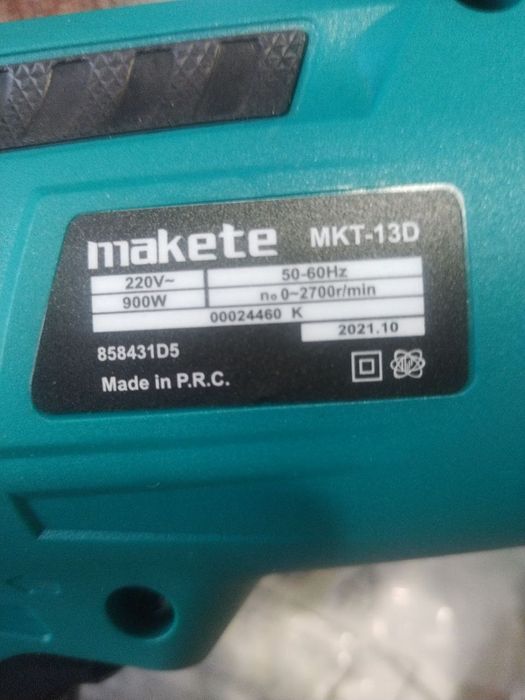 makete MKT-13D
220V~ 50-60Hz
900W n₀ 0~2700r/min
00024460 K
2021.10
858431D5
Made in P.R.C.